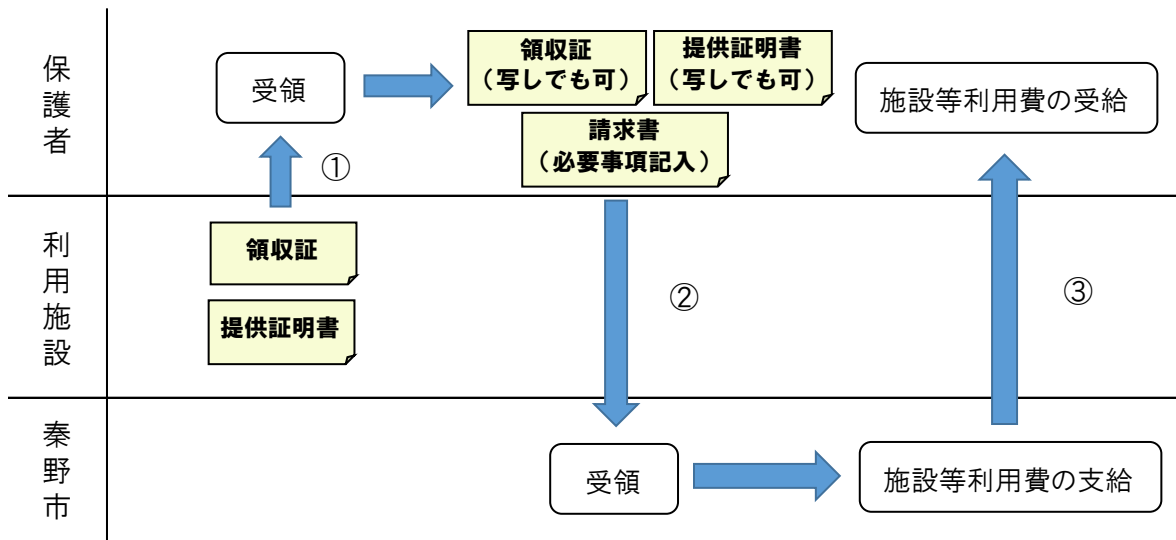 保護者
受領
領収証
（写しでも可）
提供証明書
（写しでも可）
請求書
（必要事項記入）
施設等利用費の受給
①
利用施設
領収証
提供証明書
②
③
秦野市
受領
施設等利用費の支給